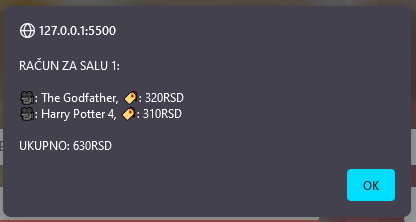 127.0.0.1:5500
RAČUN ZA SALU 1:
🎥: The Godfather, 🏷️: 320RSD
🎥: Harry Potter 4, 🏷️: 310RSD
UKUPNO: 630RSD
OK